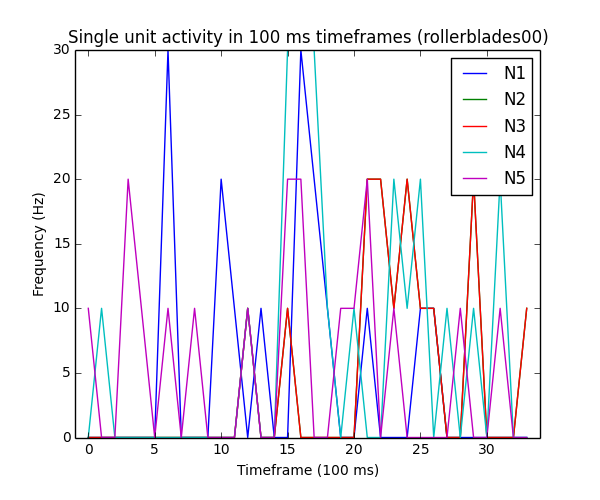 Single unit activity in 100 ms timeframes (rollerblades00)
30
25
20
15
10
5
0
Frequency (Hz)
N1
N2
N3
N4
N5
0 5 10 15 20 25 30
Timeframe (100 ms)